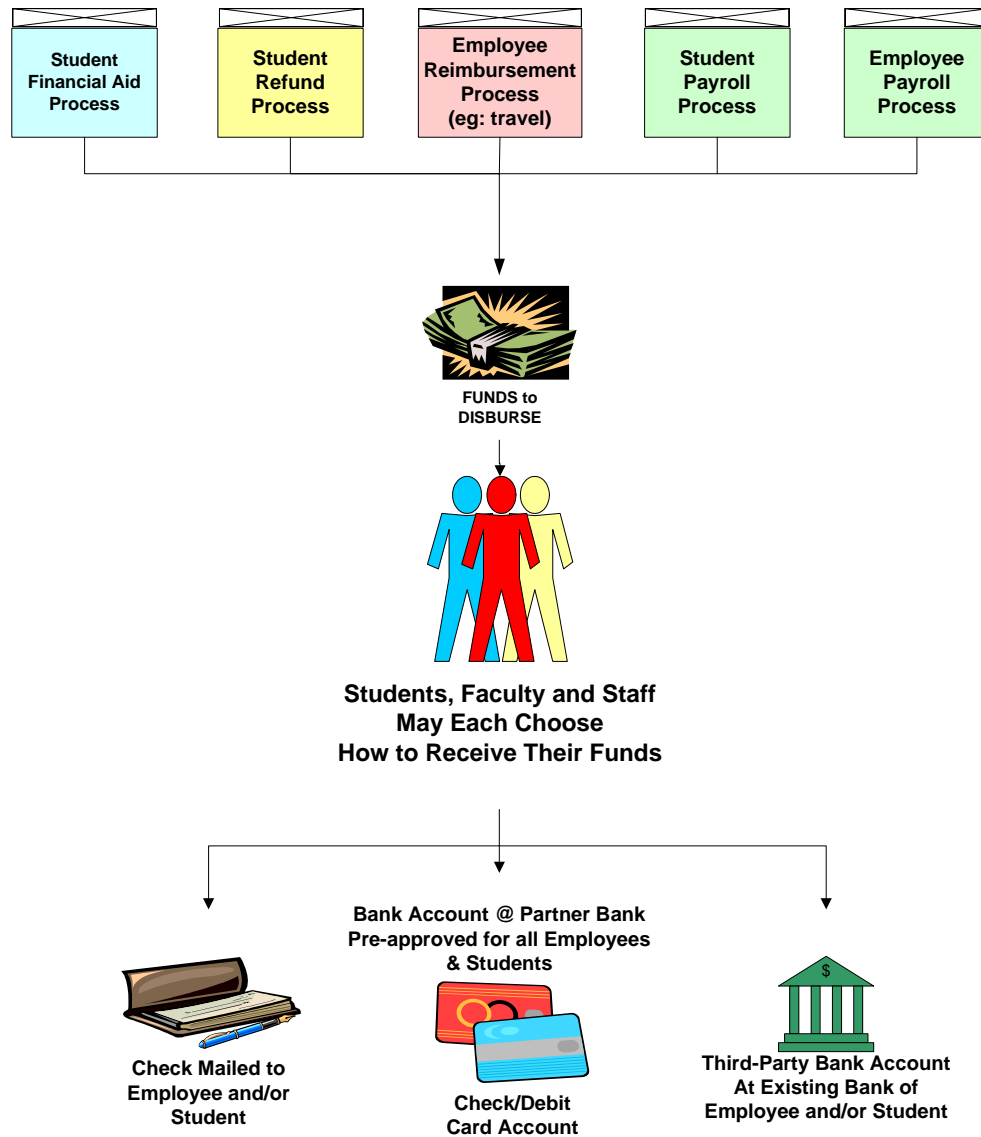 Student
Financial Aid
Process
Student
Refund
Process
Employee
Reimbursement
Process
(eg: travel)
Student
Payroll
Process
Employee
Payroll
Process
FUNDS to
DISBURSE
Students, Faculty and Staff
May Each Choose
How to Receive Their Funds
Check Mailed to
Employee and/or
Student
Bank Account @ Partner Bank
Pre-approved for all Employees
& Students
Check/Debit
Card Account
$
Third-Party Bank Account
At Existing Bank of
Employee and/or Student